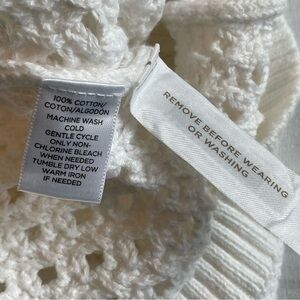 100% COTTON/
COTON/ALGODÓN
MACHINE WASH
COLD
GENTLE CYCLE
ONLY NON-
CHLORINE BLEACH
WHEN NEEDED
TUMBLE DRY LOW
WARM IRON
IF NEEDED
REMOVE BEFORE WEARING
OR WASHING